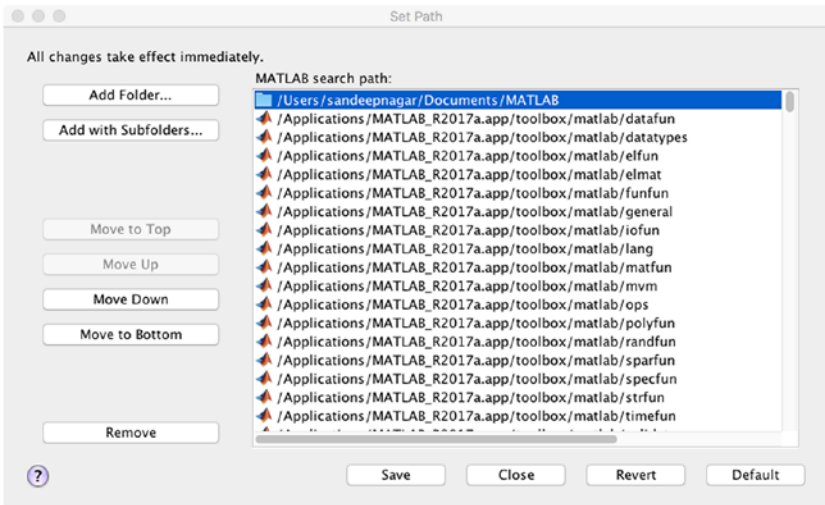 Set Path
All changes take effect immediately.
MATLAB search path:
Add Folder...
Add with Subfolders...
Move to Top
Move Up
Move Down
Move to Bottom
Remove
/Users/sandeepnagar/Documents/MATLAB
/Applications/MATLAB_R2017a.app/toolbox/matlab/datafun
/Applications/MATLAB_R2017a.app/toolbox/matlab/datatypes
/Applications/MATLAB_R2017a.app/toolbox/matlab/elfun
/Applications/MATLAB_R2017a.app/toolbox/matlab/elmat
/Applications/MATLAB_R2017a.app/toolbox/matlab/funfun
/Applications/MATLAB_R2017a.app/toolbox/matlab/general
/Applications/MATLAB_R2017a.app/toolbox/matlab/iofun
/Applications/MATLAB_R2017a.app/toolbox/matlab/lang
/Applications/MATLAB_R2017a.app/toolbox/matlab/matfun
/Applications/MATLAB_R2017a.app/toolbox/matlab/mvm
/Applications/MATLAB_R2017a.app/toolbox/matlab/ops
/Applications/MATLAB_R2017a.app/toolbox/matlab/polyfun
/Applications/MATLAB_R2017a.app/toolbox/matlab/randfun
/Applications/MATLAB_R2017a.app/toolbox/matlab/sparfun
/Applications/MATLAB_R2017a.app/toolbox/matlab/specfun
/Applications/MATLAB_R2017a.app/toolbox/matlab/strfun
/Applications/MATLAB_R2017a.app/toolbox/matlab/timefun
?
Save
Close
Revert
Default